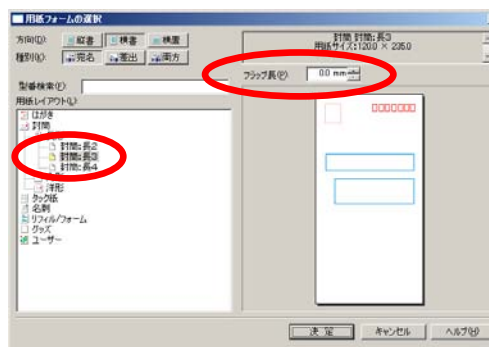 用紙フォームの選択
方向(D): 縦書 横書 横置
種別(K): 宛名 差出 両方
型番検索(F)
用紙レイアウト(L)
はがき
封筒
封筒:長2
封筒:長3
封筒:長4
洋形
タック紙
名刺
リフィル/フォーム
グッズ
ユーザー
封筒 封筒:長3
用紙サイズ:120.0 × 235.0
フラップ長(P) 0.0 mm
決定 キャンセル ヘルプ(H)